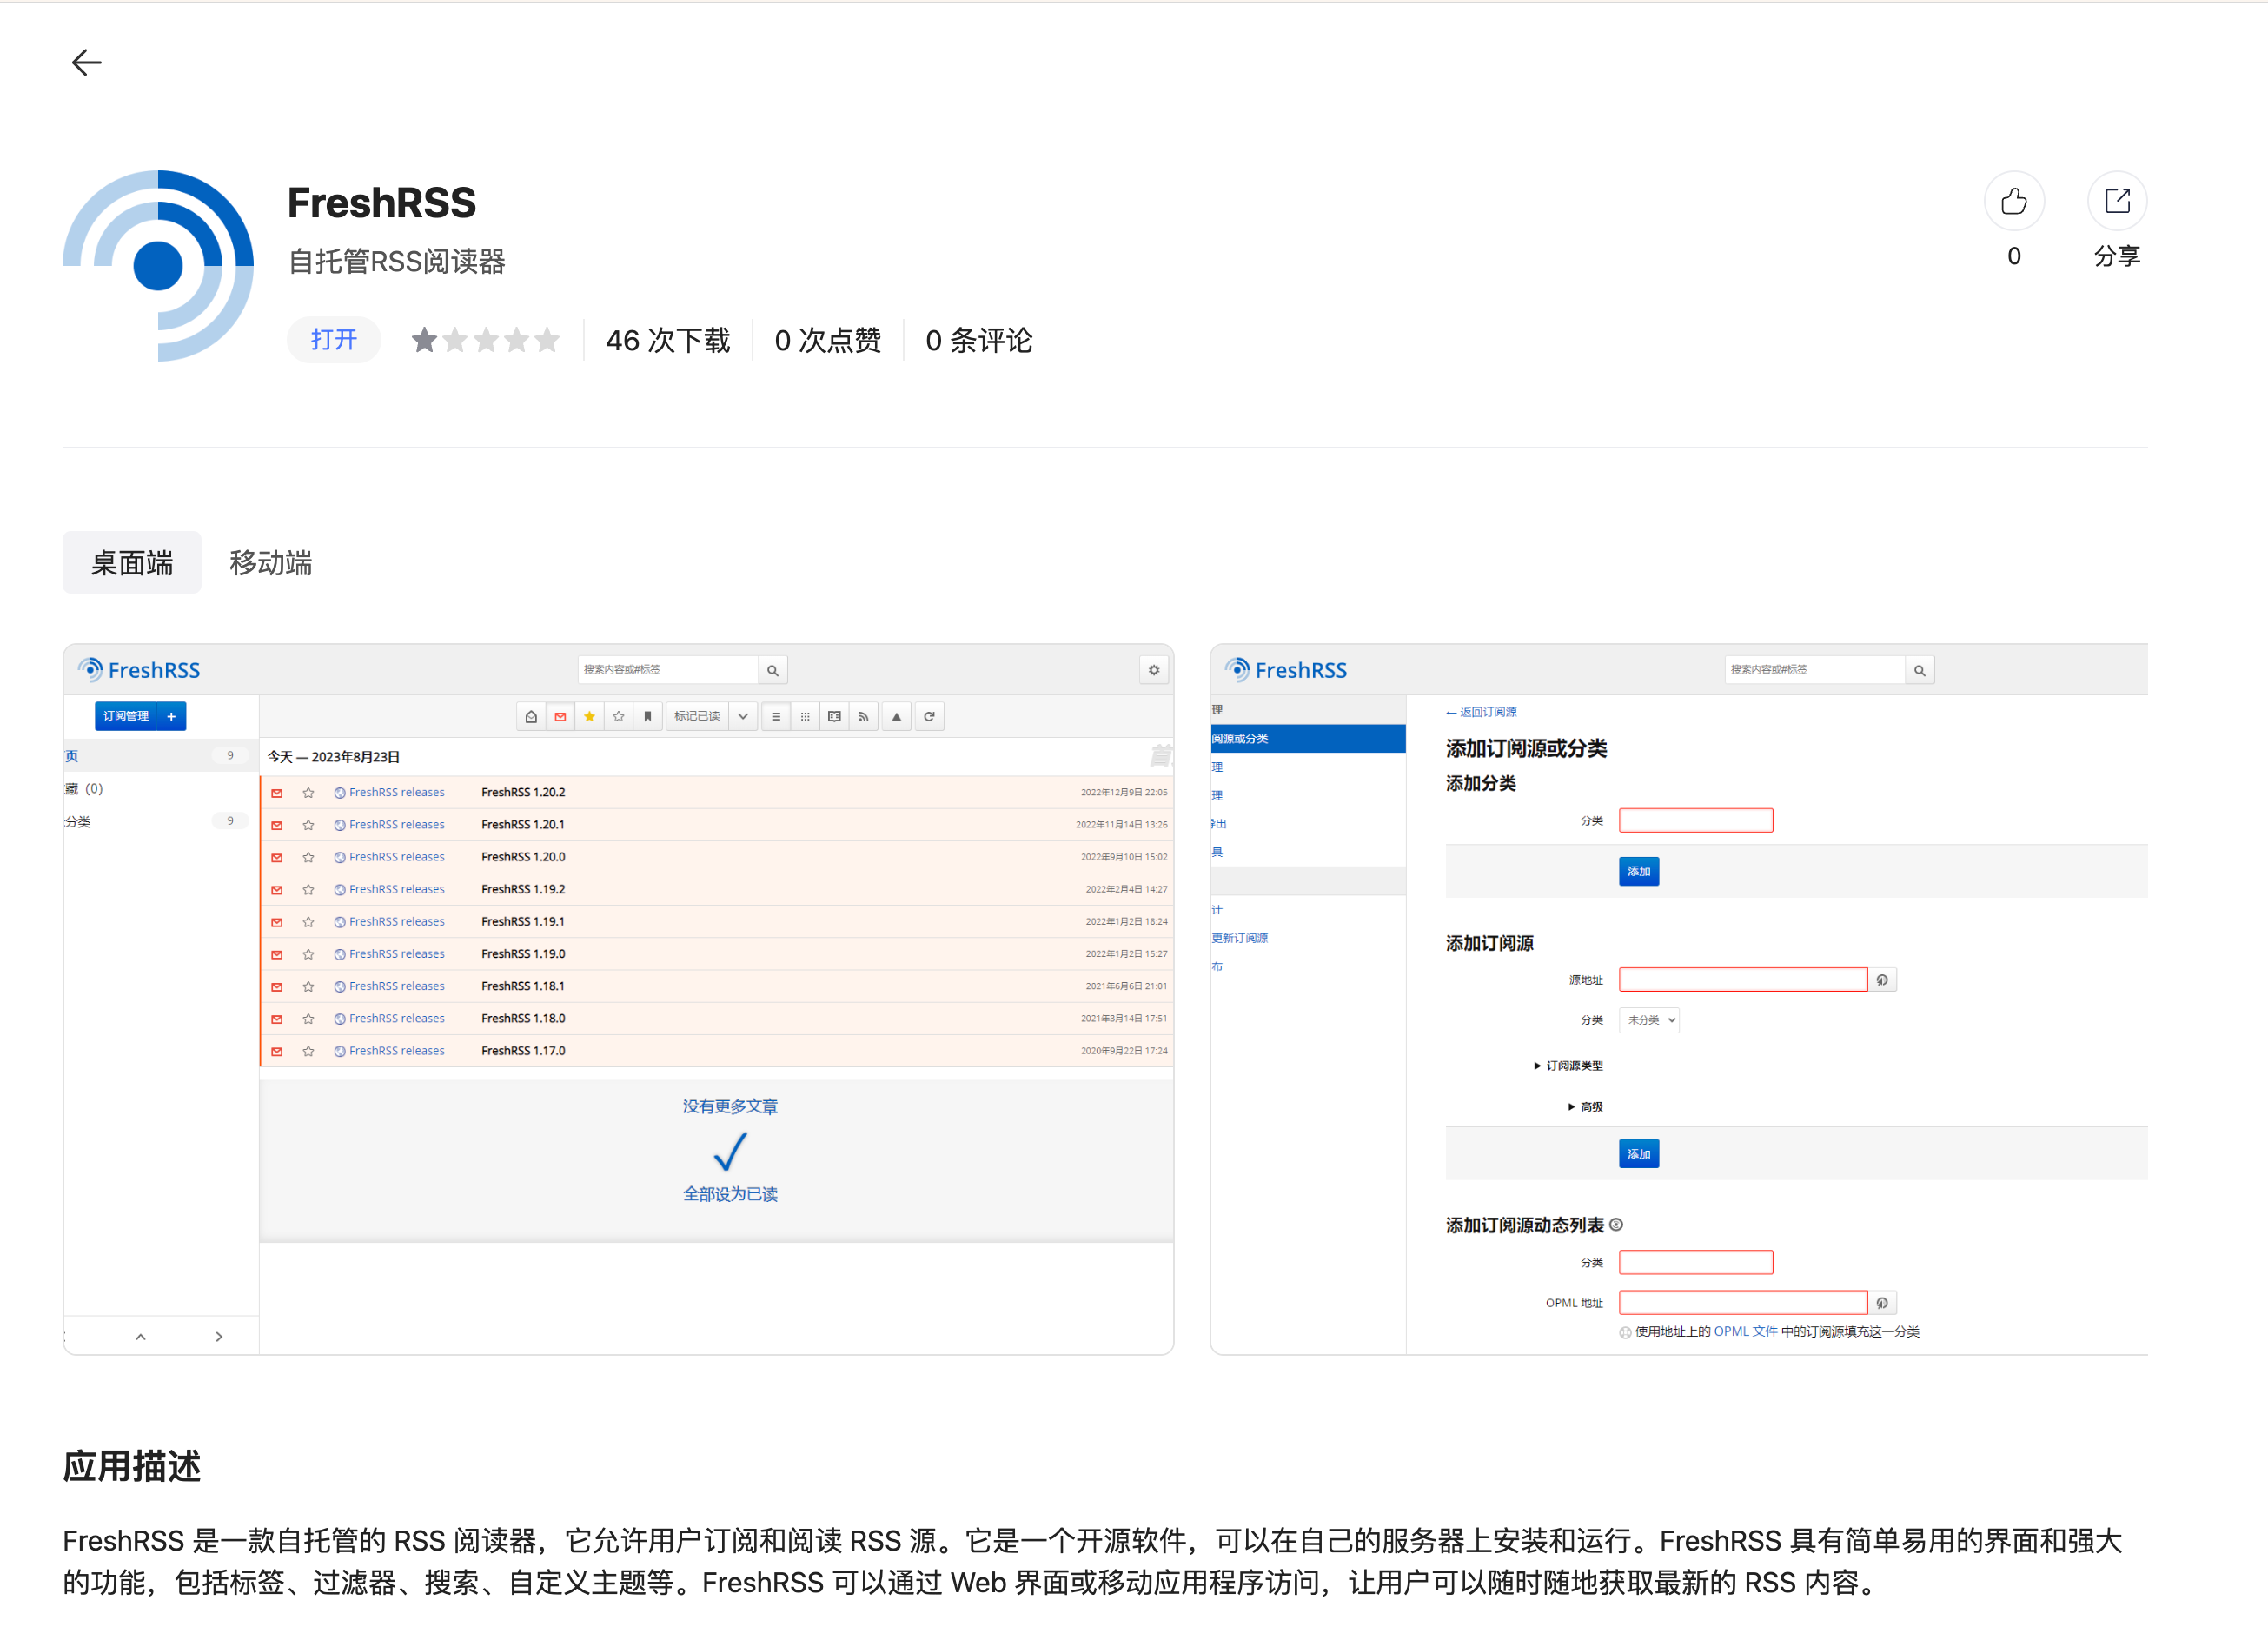 FreshRSS
自托管RSS阅读器
打开
46 次下载
0 次点赞
0 条评论
0
分享
桌面端
移动端
FreshRSS
搜索内容或#标签
订阅管理 +
标记已读
页 9
藏 (0)
分类 9
今天 — 2023年8月23日
FreshRSS releases FreshRSS 1.20.2 2022年12月9日 22:05
FreshRSS releases FreshRSS 1.20.1 2022年11月14日 13:26
FreshRSS releases FreshRSS 1.20.0 2022年9月10日 15:02
FreshRSS releases FreshRSS 1.19.2 2022年2月4日 14:27
FreshRSS releases FreshRSS 1.19.1 2022年1月2日 18:24
FreshRSS releases FreshRSS 1.19.0 2022年1月2日 15:27
FreshRSS releases FreshRSS 1.18.1 2021年6月6日 21:01
FreshRSS releases FreshRSS 1.18.0 2021年3月14日 17:51
FreshRSS releases FreshRSS 1.17.0 2020年9月22日 17:24
没有更多文章
全部设为已读
FreshRSS
搜索内容或#标签
理
阅源或分类
理
理
导出
具
计
更新订阅源
布
← 返回订阅源
添加订阅源或分类
添加分类
分类
添加
添加订阅源
源地址
分类 未分类
▶ 订阅源类型
▶ 高级
添加
添加订阅源动态列表
分类
OPML 地址
使用地址上的 OPML 文件 中的订阅源填充这一分类
应用描述
FreshRSS 是一款自托管的 RSS 阅读器，它允许用户订阅和阅读 RSS 源。它是一个开源软件，可以在自己的服务器上安装和运行。FreshRSS 具有简单易用的界面和强大
的功能，包括标签、过滤器、搜索、自定义主题等。FreshRSS 可以通过 Web 界面或移动应用程序访问，让用户可以随时随地获取最新的 RSS 内容。